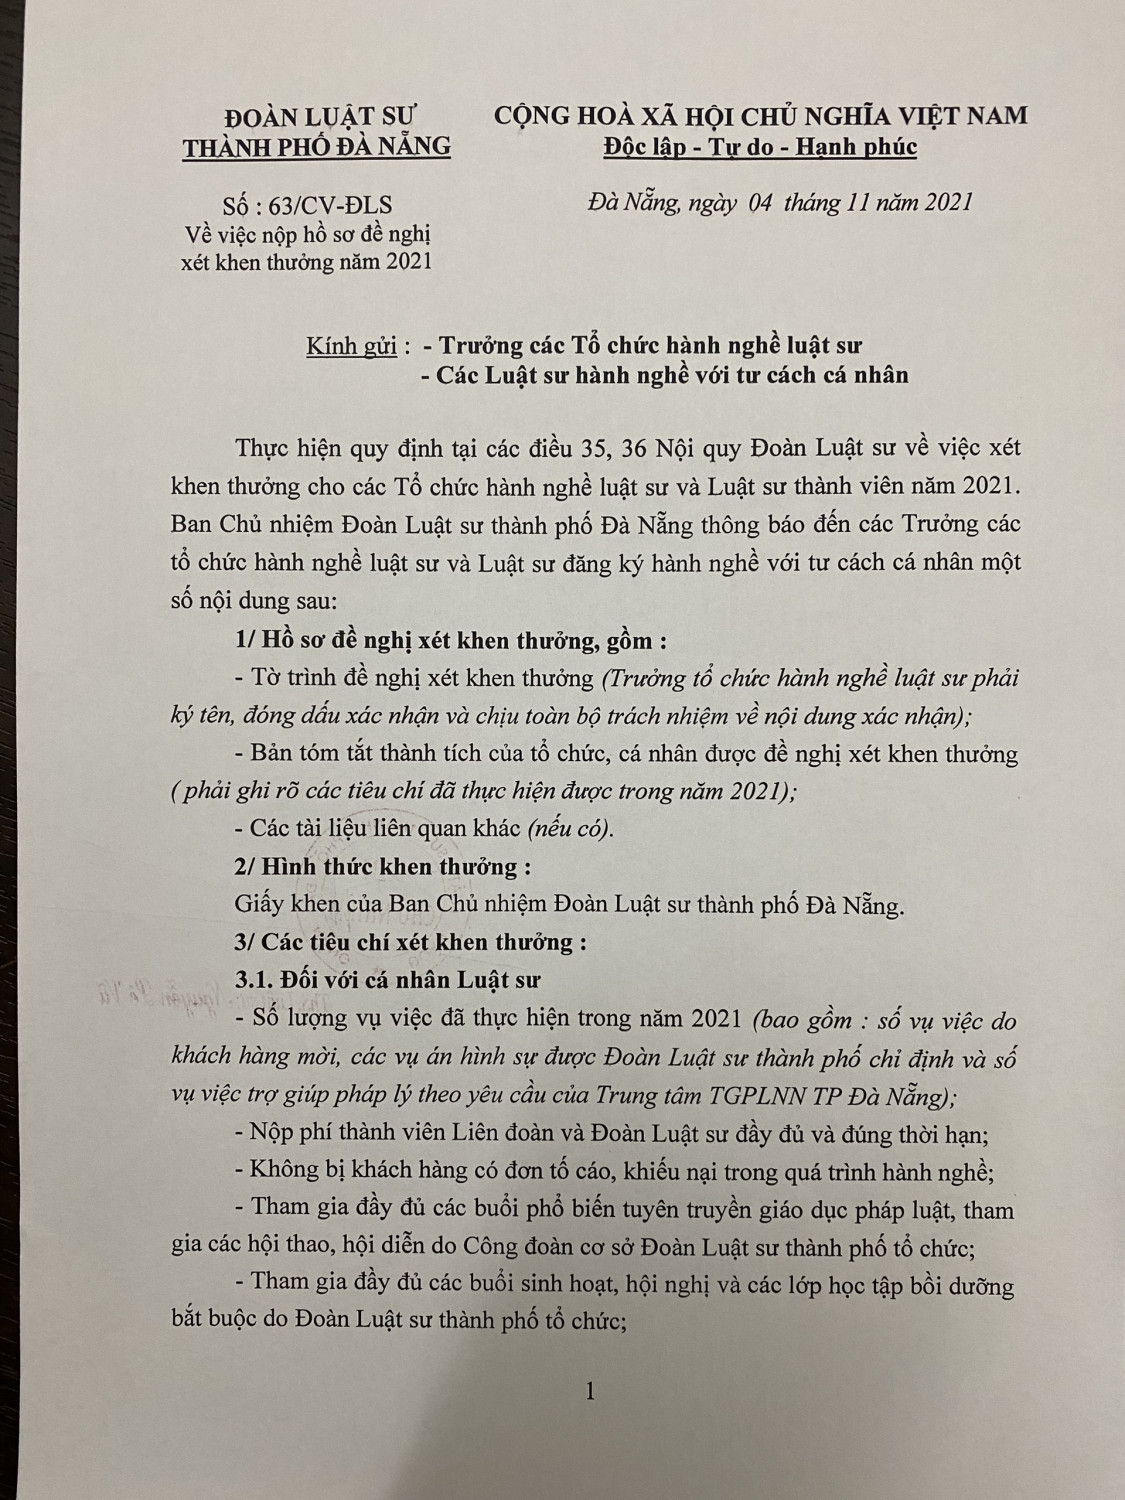 ĐOÀN LUẬT SƯ
THÀNH PHỐ ĐÀ NẴNG
CỘNG HOÀ XÃ HỘI CHỦ NGHĨA VIỆT NAM
Độc lập - Tự do - Hạnh phúc
Số : 63/CV-ĐLS
Về việc nộp hồ sơ đề nghị
xét khen thưởng năm 2021
Đà Nẵng, ngày 04 tháng 11 năm 2021
Kính gửi : - Trưởng các Tổ chức hành nghề luật sư
- Các Luật sư hành nghề với tư cách cá nhân
Thực hiện quy định tại các điều 35, 36 Nội quy Đoàn Luật sư về việc xét
khen thưởng cho các Tổ chức hành nghề luật sư và Luật sư thành viên năm 2021.
Ban Chủ nhiệm Đoàn Luật sư thành phố Đà Nẵng thông báo đến các Trưởng các
tổ chức hành nghề luật sư và Luật sư đăng ký hành nghề với tư cách cá nhân một
số nội dung sau:
1/ Hồ sơ đề nghị xét khen thưởng, gồm :
- Tờ trình đề nghị xét khen thưởng (Trưởng tổ chức hành nghề luật sư phải
ký tên, đóng dấu xác nhận và chịu toàn bộ trách nhiệm về nội dung xác nhận);
- Bản tóm tắt thành tích của tổ chức, cá nhân được đề nghị xét khen thưởng
( phải ghi rõ các tiêu chí đã thực hiện được trong năm 2021);
- Các tài liệu liên quan khác (nếu có).
2/ Hình thức khen thưởng :
Giấy khen của Ban Chủ nhiệm Đoàn Luật sư thành phố Đà Nẵng.
3/ Các tiêu chí xét khen thưởng :
3.1. Đối với cá nhân Luật sư
- Số lượng vụ việc đã thực hiện trong năm 2021 (bao gồm : số vụ việc do
khách hàng mời, các vụ án hình sự được Đoàn Luật sư thành phố chỉ định và số
vụ việc trợ giúp pháp lý theo yêu cầu của Trung tâm TGPLNN TP Đà Nẵng);
- Nộp phí thành viên Liên đoàn và Đoàn Luật sư đầy đủ và đúng thời hạn;
- Không bị khách hàng có đơn tố cáo, khiếu nại trong quá trình hành nghề;
- Tham gia đầy đủ các buổi phổ biến tuyên truyền giáo dục pháp luật, tham
gia các hội thao, hội diễn do Công đoàn cơ sở Đoàn Luật sư thành phố tổ chức;
- Tham gia đầy đủ các buổi sinh hoạt, hội nghị và các lớp học tập bồi dưỡng
bắt buộc do Đoàn Luật sư thành phố tổ chức;
1